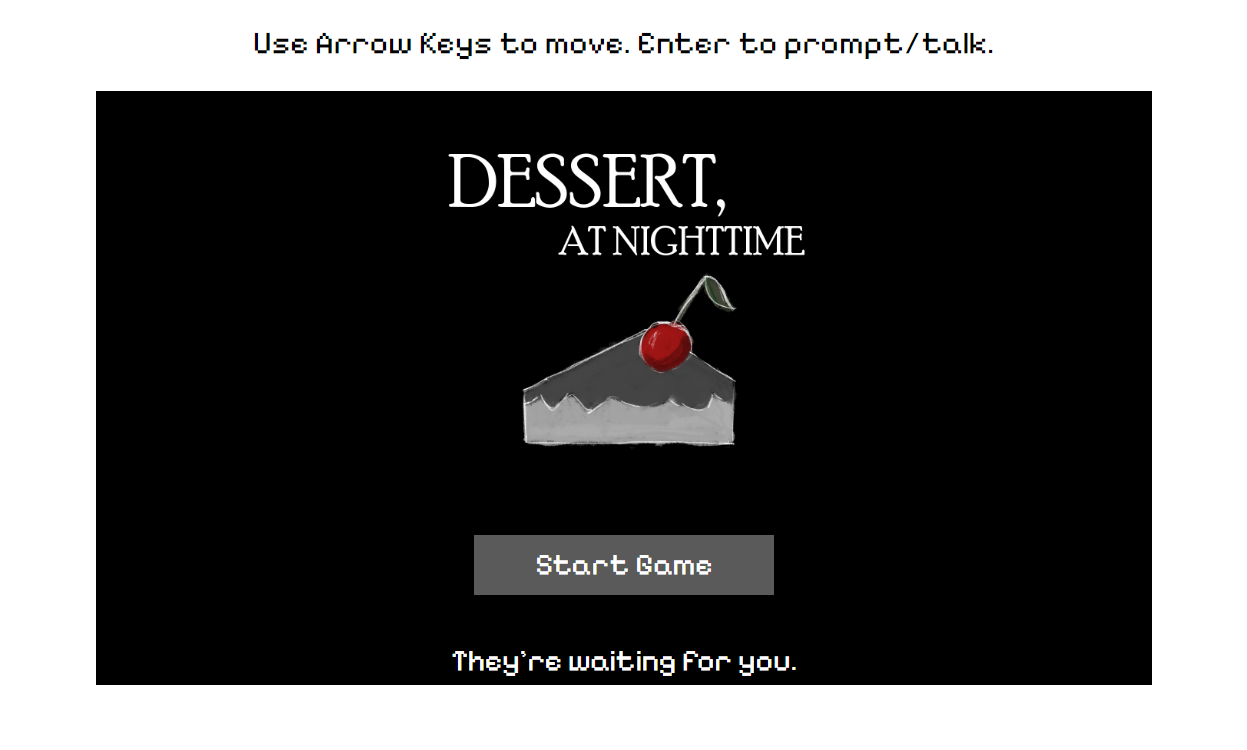 Use Arrow Keys to move. Enter to prompt/talk.
DESSERT,
AT NIGHTTIME
Start Game
They're waiting for you.